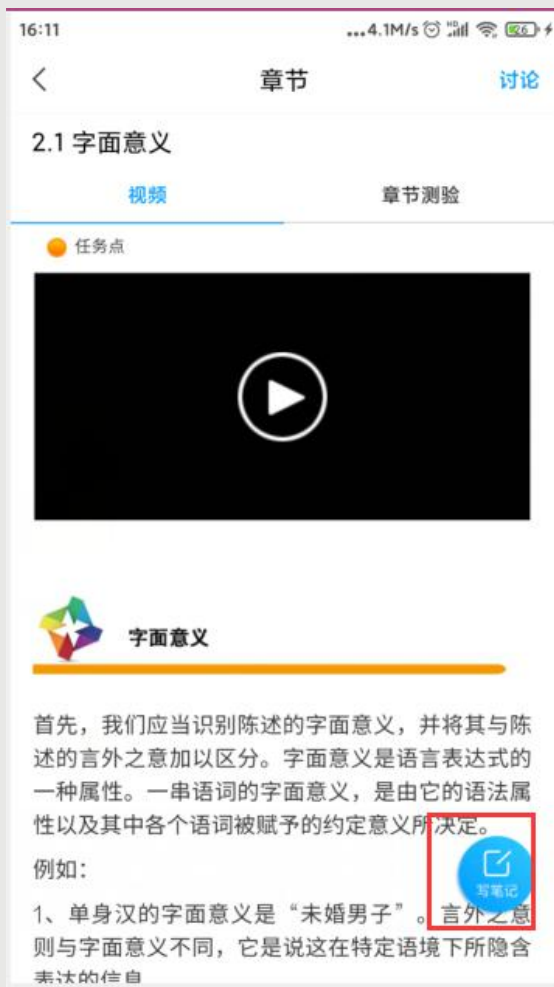 16:11
...4.1M/s HD 26
章节
讨论
2.1 字面意义
视频
章节测验
任务点
字面意义
首先，我们应当识别陈述的字面意义，并将其与陈
述的言外之意加以区分。字面意义是语言表达式的
一种属性。一串语词的字面意义，是由它的语法属
性以及其中各个语词被赋予的约定意义所决定。
例如：
写笔记
1、单身汉的字面意义是“未婚男子”。言外之意
则与字面意义不同，它是说这在特定语境下所隐含
表达的信息